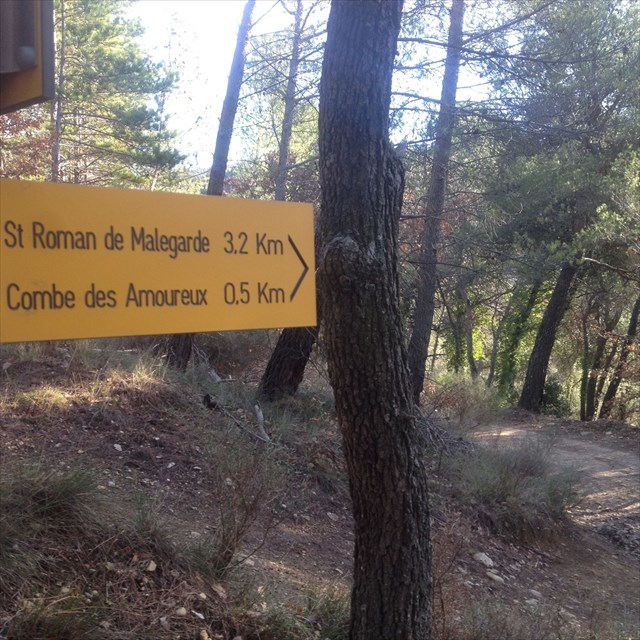 St Roman de Malegarde 3.2 Km
Combe des Amoureux 0.5 Km